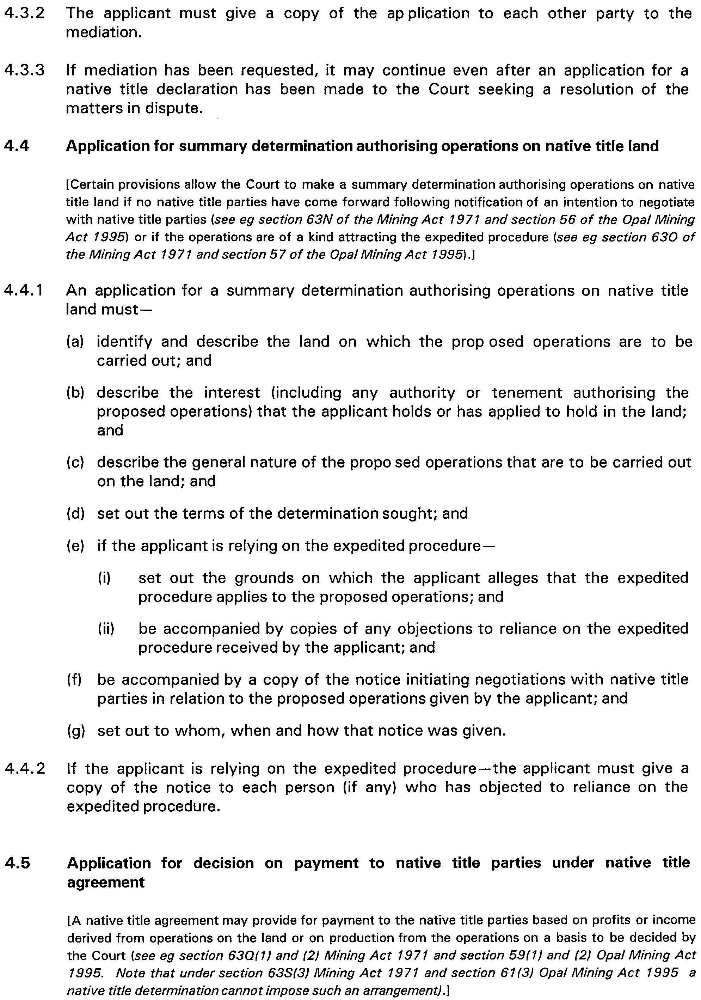 4.3.2 The applicant must give a copy of the ap plication to each other party to the
mediation.
4.3.3 If mediation has been requested, it may continue even after an application for a
native title declaration has been made to the Court seeking a resolution of the
matters in dispute.
4.4 Application for summary determination authorising operations on native title land
[Certain provisions allow the Court to make a summary determination authorising operations on native
title land if no native title parties have come forward following notification of an intention to negotiate
with native title parties (see eg section 63N of the Mining Act 1971 and section 56 of the Opal Mining
Act 1995) or if the operations are of a kind attracting the expedited procedure (see eg section 63O of
the Mining Act 1971 and section 57 of the Opal Mining Act 1995).]
4.4.1 An application for a summary determination authorising operations on native title
land must—
(a) identify and describe the land on which the prop osed operations are to be
carried out; and
(b) describe the interest (including any authority or tenement authorising the
proposed operations) that the applicant holds or has applied to hold in the land;
and
(c) describe the general nature of the propo sed operations that are to be carried out
on the land; and
(d) set out the terms of the determination sought; and
(e) if the applicant is relying on the expedited procedure—
(i) set out the grounds on which the applicant alleges that the expedited
procedure applies to the proposed operations; and
(ii) be accompanied by copies of any objections to reliance on the expedited
procedure received by the applicant; and
(f) be accompanied by a copy of the notice initiating negotiations with native title
parties in relation to the proposed operations given by the applicant; and
(g) set out to whom, when and how that notice was given.
4.4.2 If the applicant is relying on the expedited procedure—the applicant must give a
copy of the notice to each person (if any) who has objected to reliance on the
expedited procedure.
4.5 Application for decision on payment to native title parties under native title
agreement
[A native title agreement may provide for payment to the native title parties based on profits or income
derived from operations on the land or on production from the operations on a basis to be decided by
the Court (see eg section 63Q(1) and (2) Mining Act 1971 and section 59(1) and (2) Opal Mining Act
1995. Note that under section 63S(3) Mining Act 1971 and section 61(3) Opal Mining Act 1995 a
native title determination cannot impose such an arrangement).]